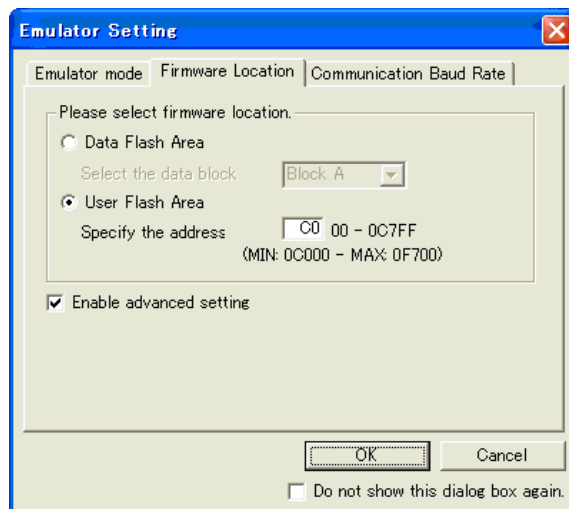 Emulator Setting
Emulator mode
Firmware Location
Communication Baud Rate
Please select firmware location.
Data Flash Area
Select the data block
Block A
User Flash Area
Specify the address
C0 00 - 0C7FF
(MIN: 0C000 - MAX: 0F700)
Enable advanced setting
OK
Cancel
Do not show this dialog box again.